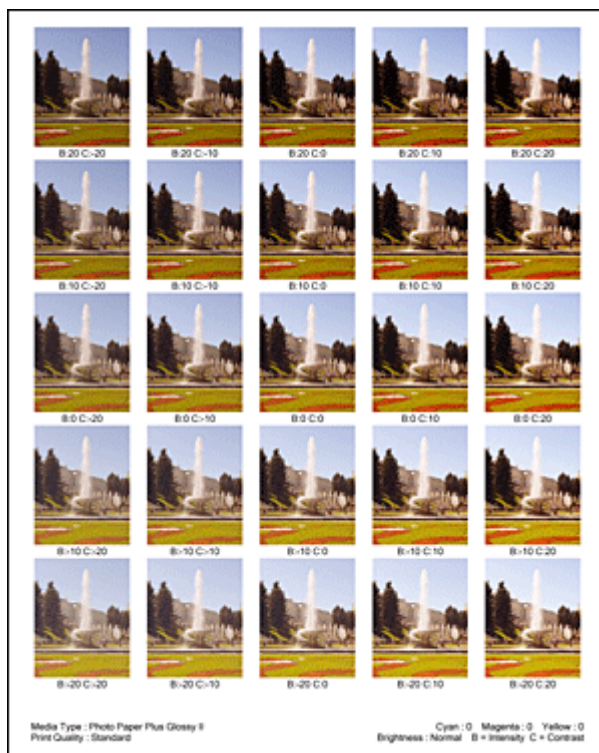 B:20 C:-20 B:20 C:-10 B:20 C:0 B:20 C:10 B:20 C:20
B:10 C:-20 B:10 C:-10 B:10 C:0 B:10 C:10 B:10 C:20
B:0 C:-20 B:0 C:-10 B:0 C:0 B:0 C:10 B:0 C:20
B:-10 C:-20 B:-10 C:-10 B:-10 C:0 B:-10 C:10 B:-10 C:20
B:-20 C:-20 B:-20 C:-10 B:-20 C:0 B:-20 C:10 B:-20 C:20
Media Type : Photo Paper Plus Glossy II Cyan : 0 Magenta : 0 Yellow : 0
Print Quality : Standard Brightness : Normal B = Intensity C = Contrast